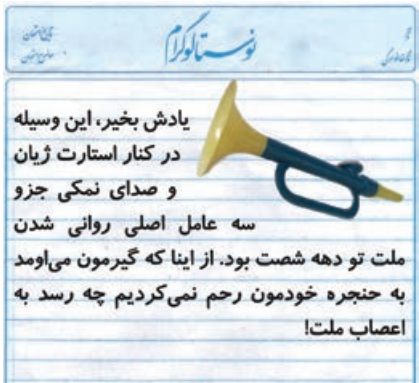 نوستالوگرام
یادش بخیر، این وسیله
در کنار استارت ژیان
و صدای نمکی جزو
سه عامل اصلی روانی شدن
ملت تو دهه شصت بود. از اینا که گیرمون می‌اومد
به حنجره خودمون رحم نمی‌کردیم چه رسد به
اعصاب ملت!